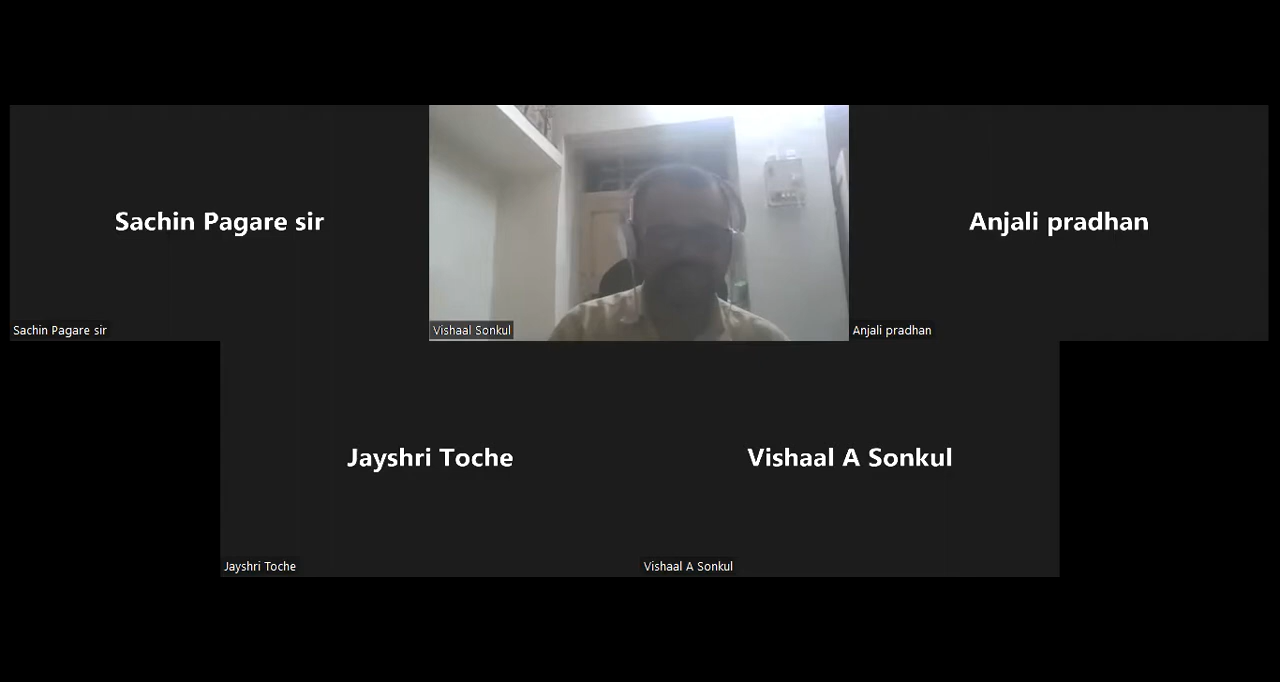 Sachin Pagare sir
Sachin Pagare sir
Vishaal Sonkul
Anjali pradhan
Anjali pradhan
Jayshri Toche
Jayshri Toche
Vishaal A Sonkul
Vishaal A Sonkul